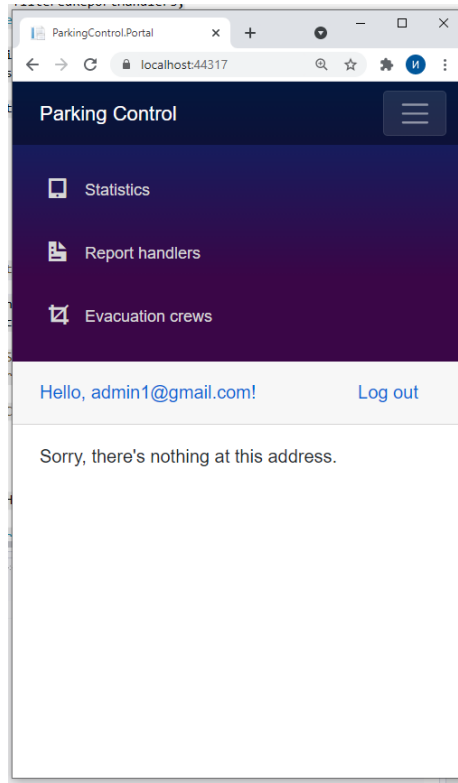 ParkingControl.Portal
localhost:44317
И
Parking Control
Statistics
Report handlers
Evacuation crews
Hello, admin1@gmail.com! Log out
Sorry, there's nothing at this address.